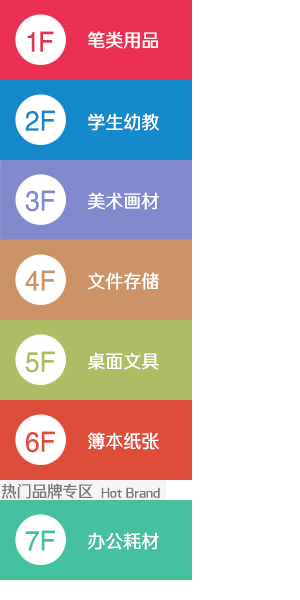 1F 笔类用品
2F 学生幼教
3F 美术画材
4F 文件存储
5F 桌面文具
6F 簿本纸张
热门品牌专区 Hot Brand
7F 办公耗材